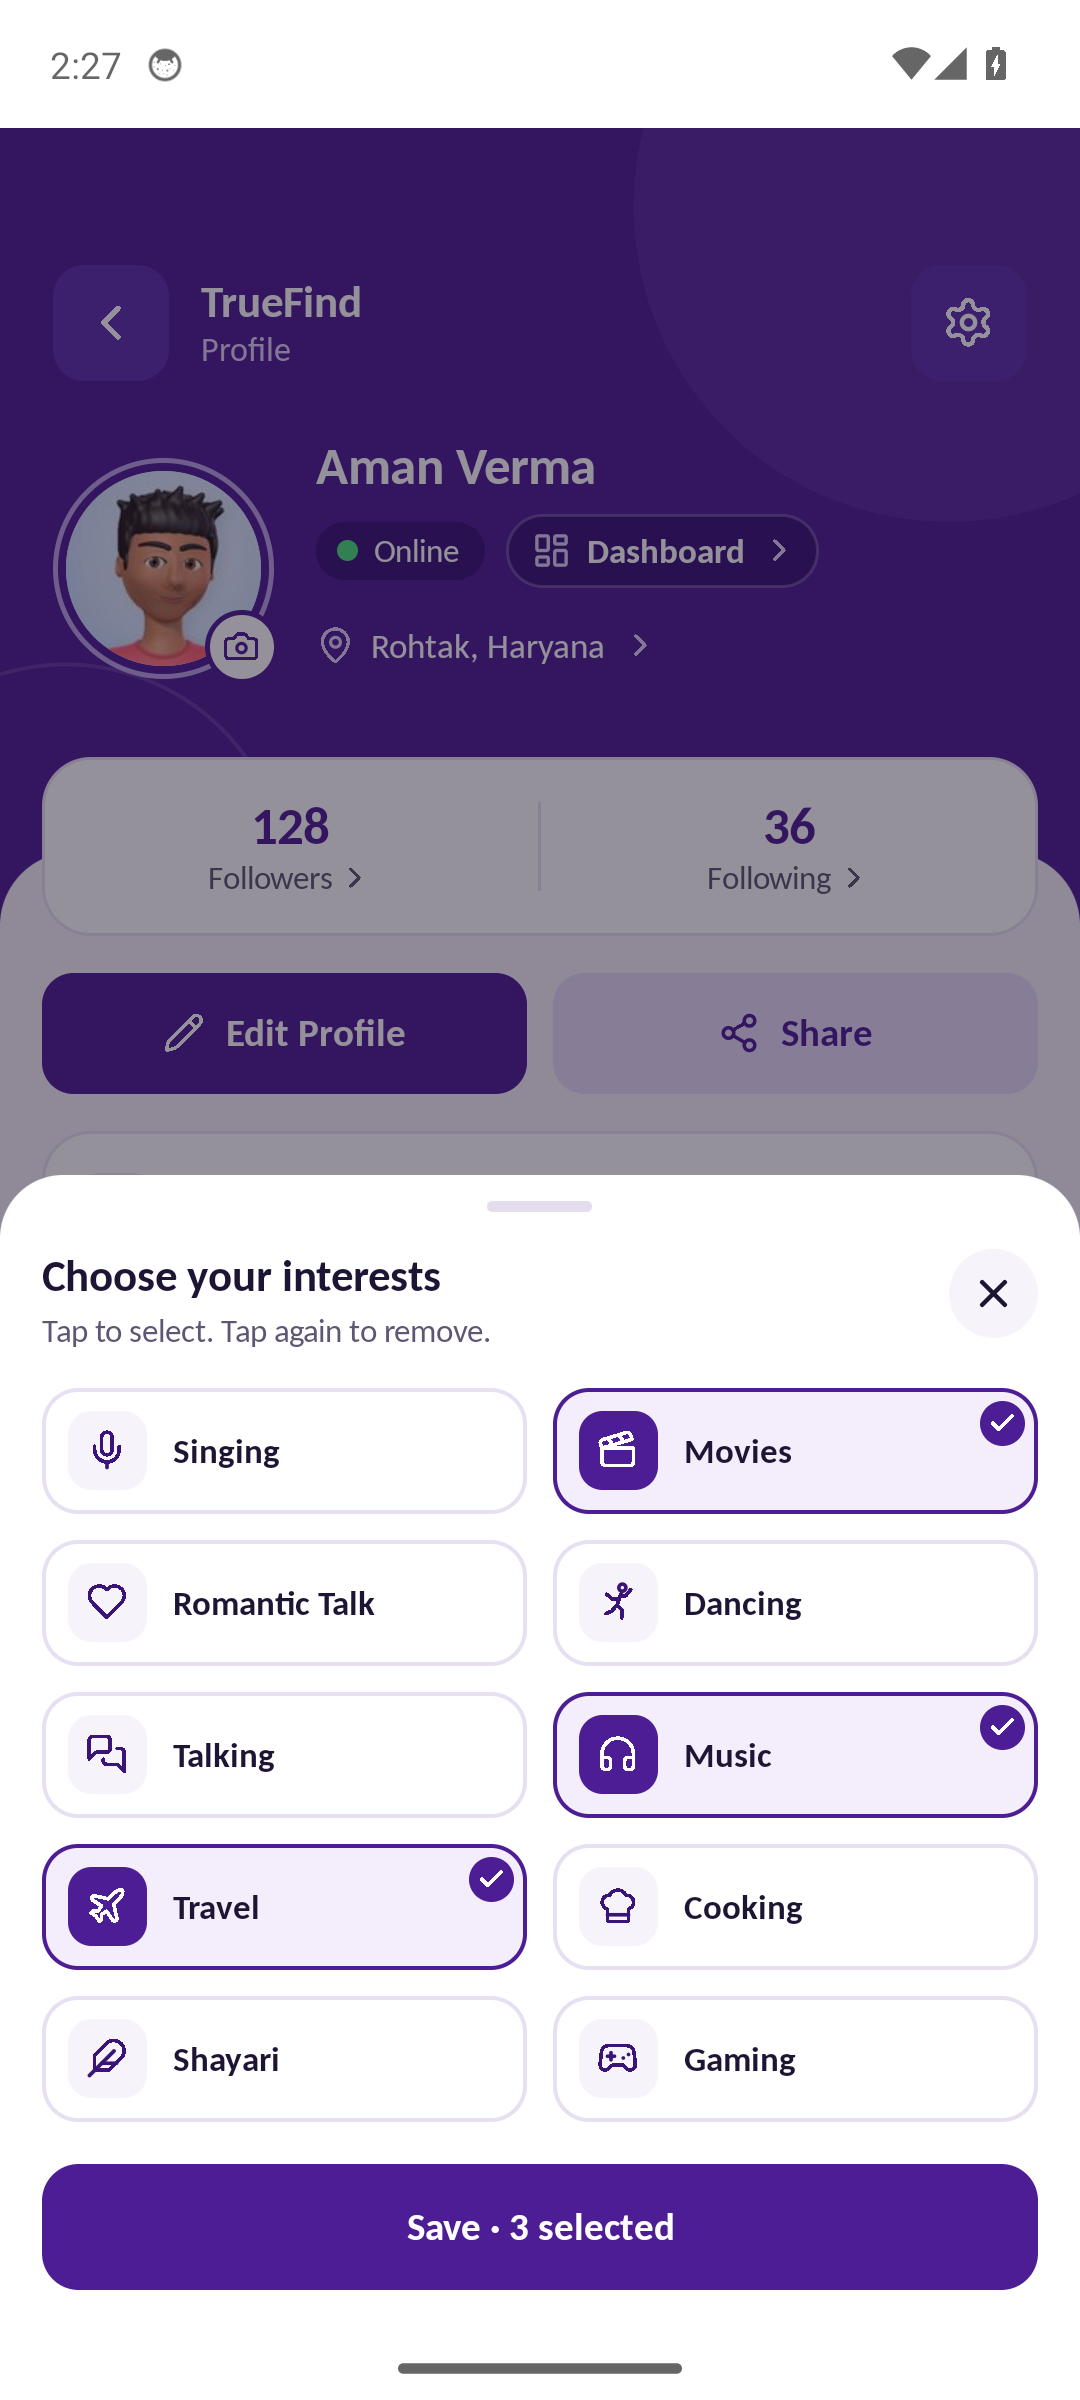 2:27
TrueFind
Profile
Aman Verma
Online
Dashboard
Rohtak, Haryana
128
Followers
36
Following
Edit Profile
Share
Choose your interests
Tap to select. Tap again to remove.
Singing
Movies
Romantic Talk
Dancing
Talking
Music
Travel
Cooking
Shayari
Gaming
Save · 3 selected